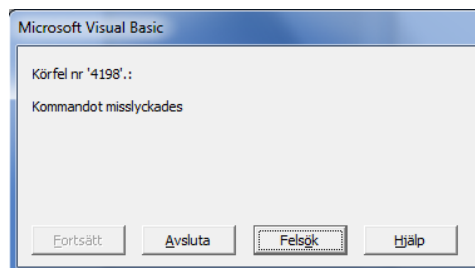 Microsoft Visual Basic
Körfel nr '4198'.:
Kommandot misslyckades
Fortsätt Avsluta Felsök Hjälp